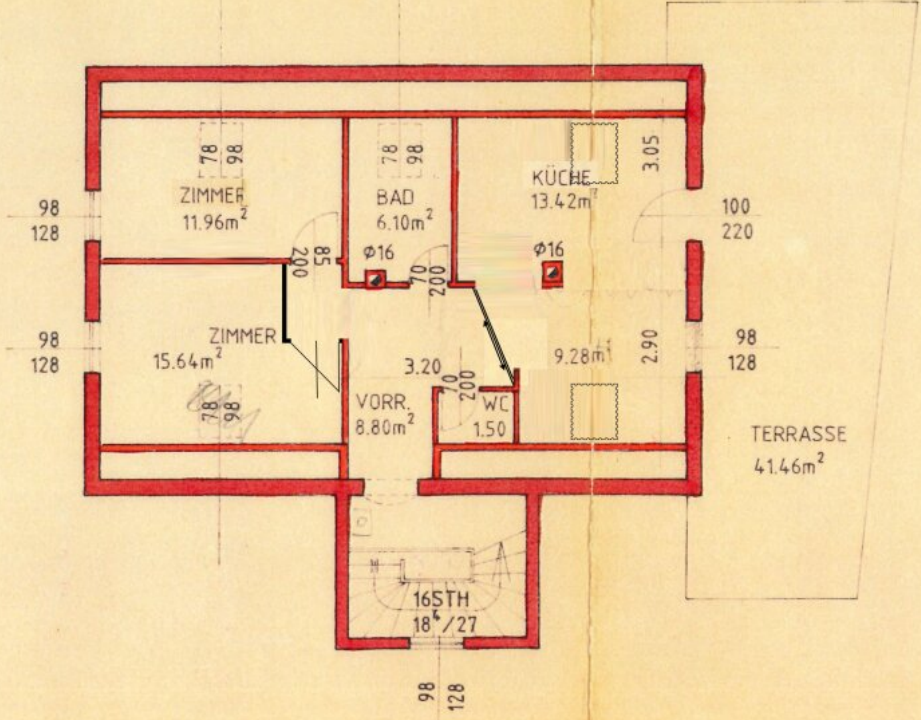 78
98
ZIMMER
11.96m²
78
98
BAD
6.10m²
KÜCHE
13.42m²
3.05
98
128
100
220
85
200
Ø16
70
200
Ø16
98
128
ZIMMER
15.64m²
78
98
3.20
70
200
9.28m²
2.90
98
128
VORR.
8.80m²
WC
1.50
TERRASSE
41.46m²
16STH
18⁴/27
98
128